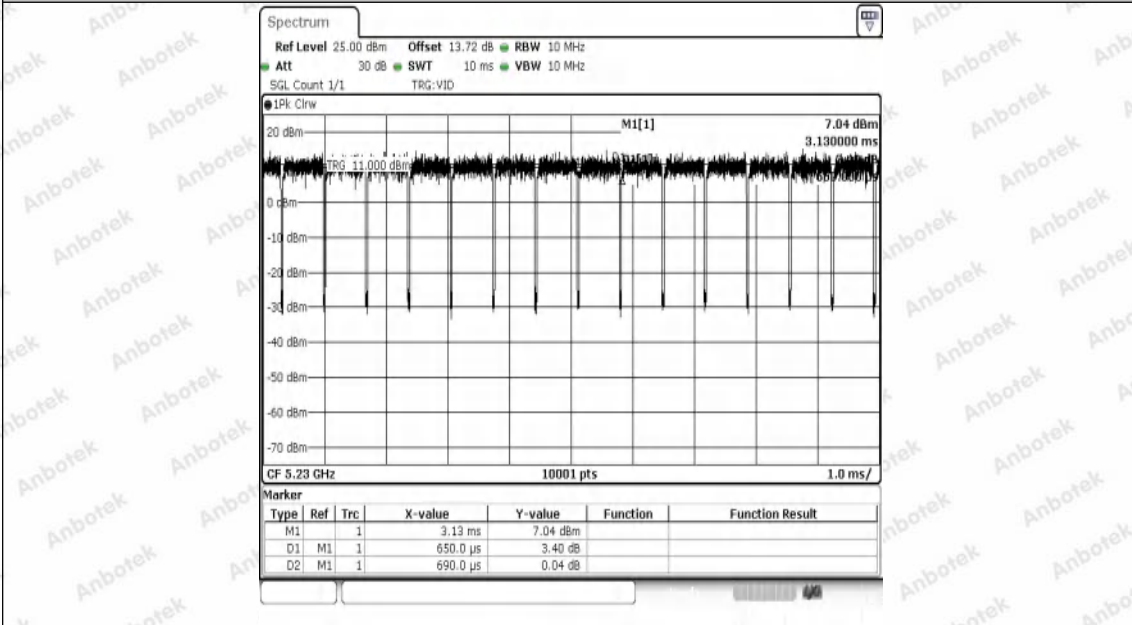 Spectrum
Ref Level 25.00 dBm Offset 13.72 dB RBW 10 MHz
Att 30 dB SWT 10 ms VBW 10 MHz
SGL Count 1/1 TRG:VID
1Pk Clrw
M1[1] 7.04 dBm
3.130000 ms
20 dBm
TRG 11.000 dBm
0 dBm
-10 dBm
-20 dBm
-30 dBm
-40 dBm
-50 dBm
-60 dBm
-70 dBm
CF 5.23 GHz 10001 pts 1.0 ms/
Marker
Type Ref Trc X-value Y-value Function Function Result
M1 1 3.13 ms 7.04 dBm
D1 M1 1 650.0 µs 3.40 dB
D2 M1 1 690.0 µs 0.04 dB
Anbotek